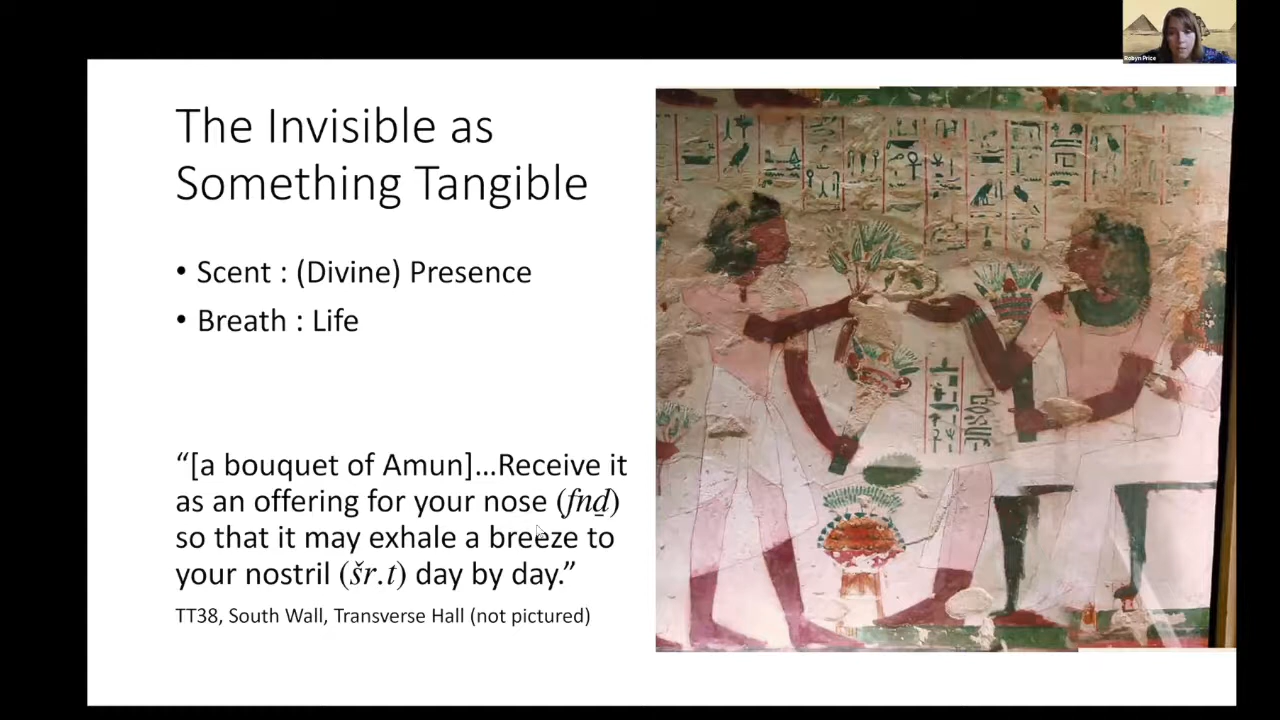 Robyn Price
The Invisible as
Something Tangible
• Scent : (Divine) Presence
• Breath : Life
“[a bouquet of Amun]...Receive it
as an offering for your nose (fnḏ)
so that it may exhale a breeze to
your nostril (šr.t) day by day.”
TT38, South Wall, Transverse Hall (not pictured)